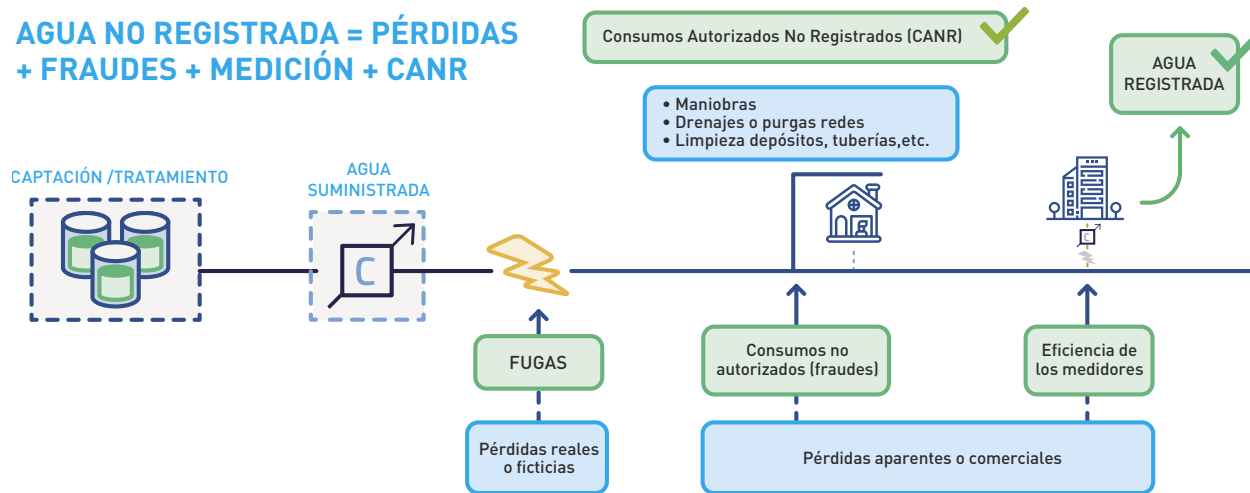 AGUA NO REGISTRADA = PÉRDIDAS
+ FRAUDES + MEDICIÓN + CANR
Consumos Autorizados No Registrados (CANR)
AGUA
REGISTRADA
• Maniobras
• Drenajes o purgas redes
• Limpieza depósitos, tuberías,etc.
CAPTACIÓN /TRATAMIENTO
AGUA
SUMINISTRADA
C
C
FUGAS
Consumos no
autorizados (fraudes)
Eficiencia de
los medidores
Pérdidas reales
o ficticias
Pérdidas aparentes o comerciales